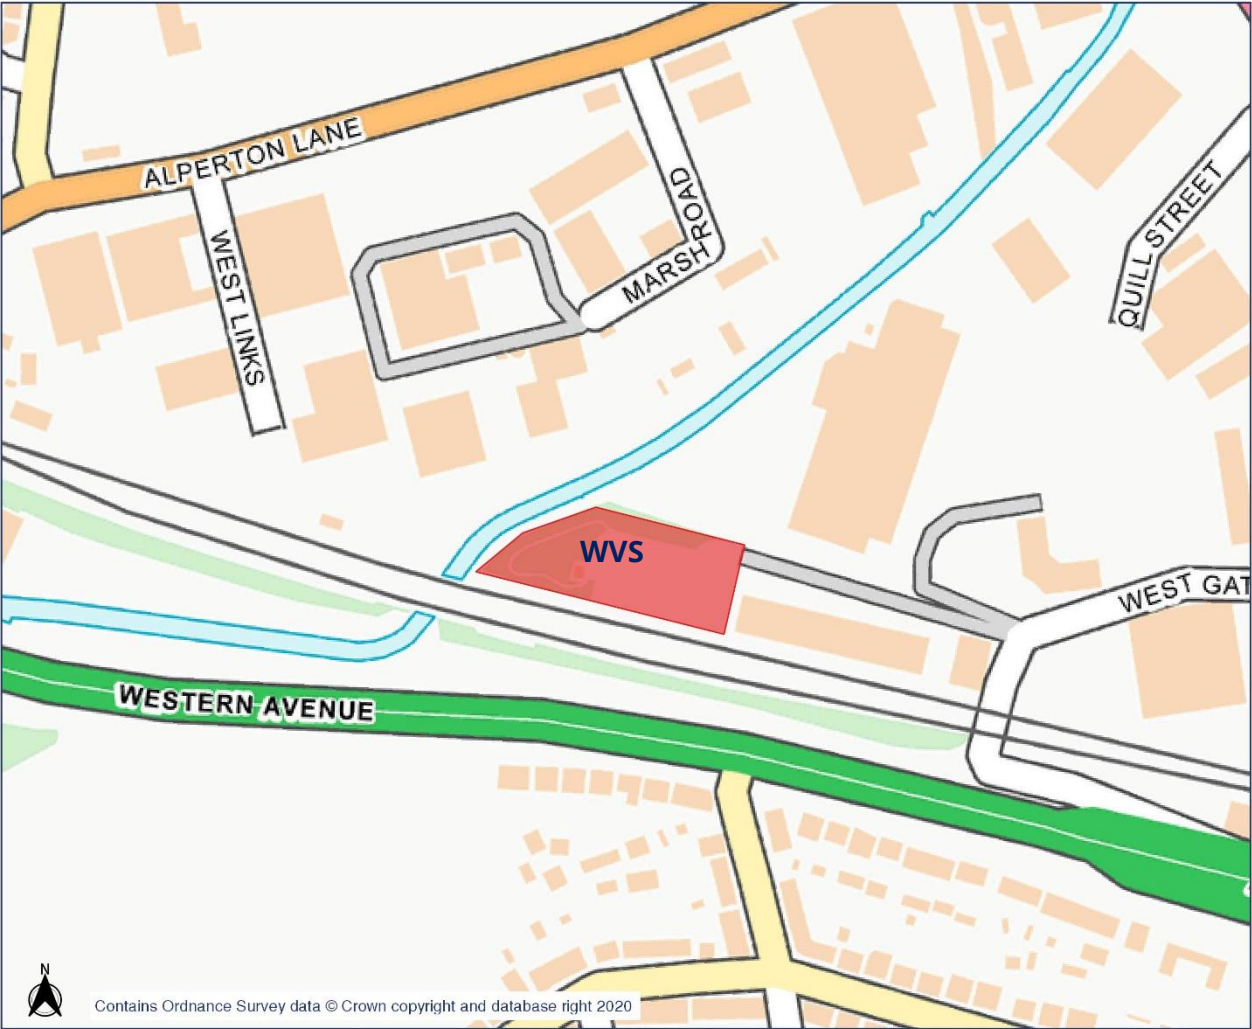 ALPERTON LANE
WEST LINKS
MARSH ROAD
QUILL STREET
WVS
WEST GAT
WESTERN AVENUE
N
Contains Ordnance Survey data © Crown copyright and database right 2020